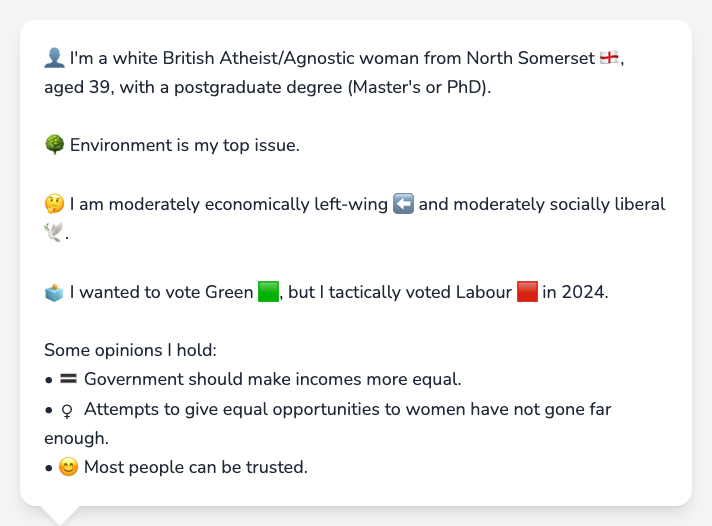 👤 I'm a white British Atheist/Agnostic woman from North Somerset 🏴󠁧󠁢󠁥󠁮󠁧󠁿,
aged 39, with a postgraduate degree (Master's or PhD).
🌳 Environment is my top issue.
🤔 I am moderately economically left-wing ⬅️ and moderately socially liberal
🕊️.
🗳️ I wanted to vote Green 🟩, but I tactically voted Labour 🟥 in 2024.
Some opinions I hold:
• 🟰 Government should make incomes more equal.
• ♀ Attempts to give equal opportunities to women have not gone far
enough.
• 😊 Most people can be trusted.